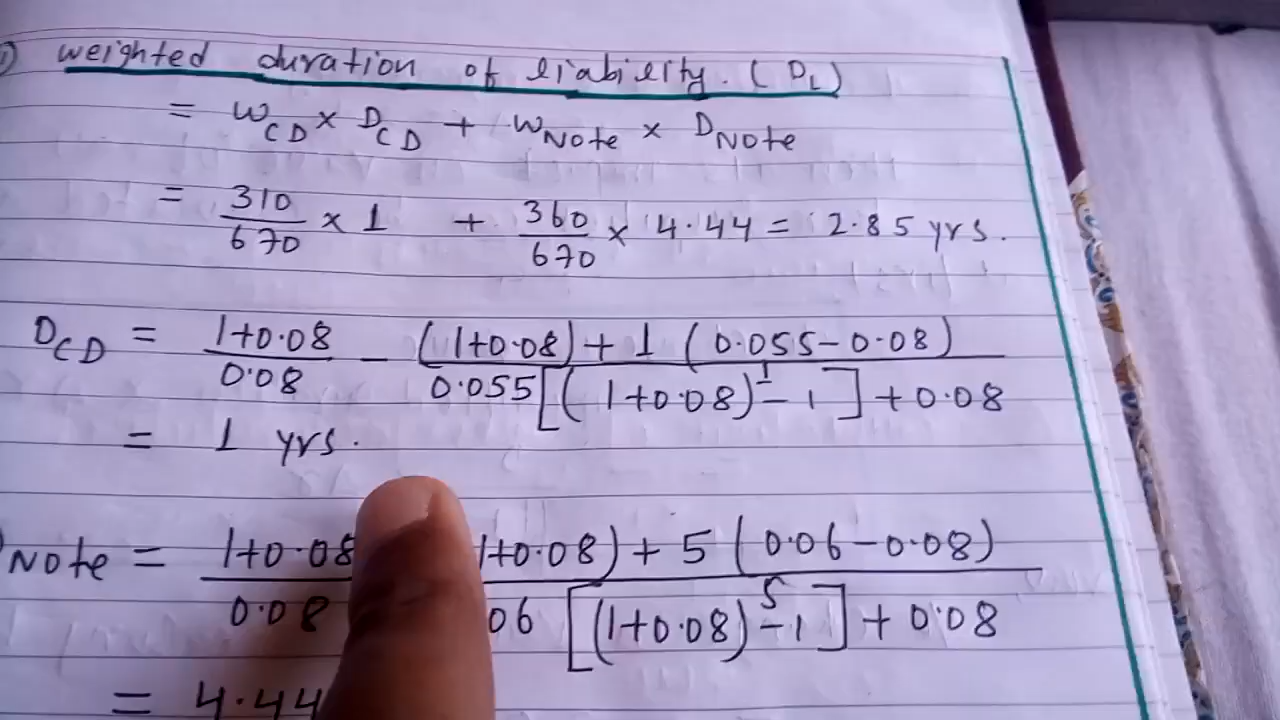 ) weighted duration of liability. (DL)
= WCD × DCD + WNote × DNote
= 310/670 × 1 + 360/670 × 4.44 = 2.85 yrs.
DCD = 1+0.08/0.08 - (1+0.08) + 1 (0.055-0.08)/0.055[(1+0.08)^1 - 1] + 0.08
= 1 yrs.
DNote = 1+0.08/0.08 1+0.08) + 5 (0.06-0.08)/06 [(1+0.08)^5 - 1] + 0.08
= 4.44